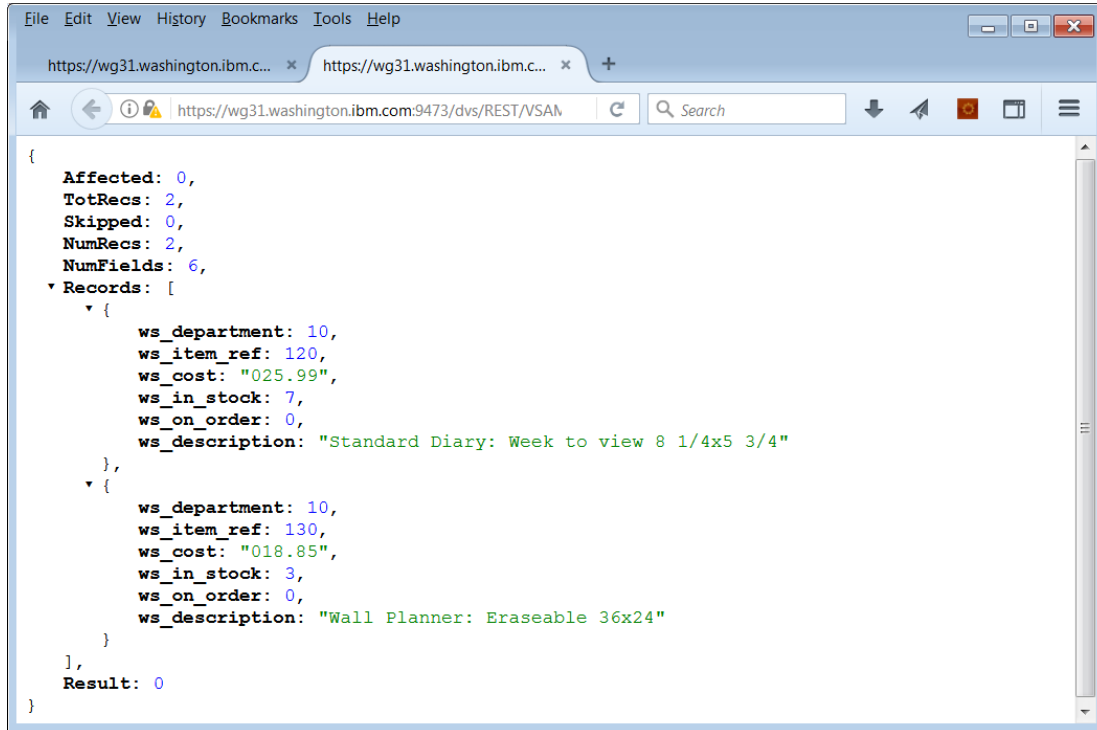 File Edit View History Bookmarks Tools Help
https://wg31.washington.ibm.c... × https://wg31.washington.ibm.c... × +
https://wg31.washington.ibm.com:9473/dvs/REST/VSAM Search
{
Affected: 0,
TotRecs: 2,
Skipped: 0,
NumRecs: 2,
NumFields: 6,
Records: [
{
ws_department: 10,
ws_item_ref: 120,
ws_cost: "025.99",
ws_in_stock: 7,
ws_on_order: 0,
ws_description: "Standard Diary: Week to view 8 1/4x5 3/4"
},
{
ws_department: 10,
ws_item_ref: 130,
ws_cost: "018.85",
ws_in_stock: 3,
ws_on_order: 0,
ws_description: "Wall Planner: Eraseable 36x24"
}
],
Result: 0
}